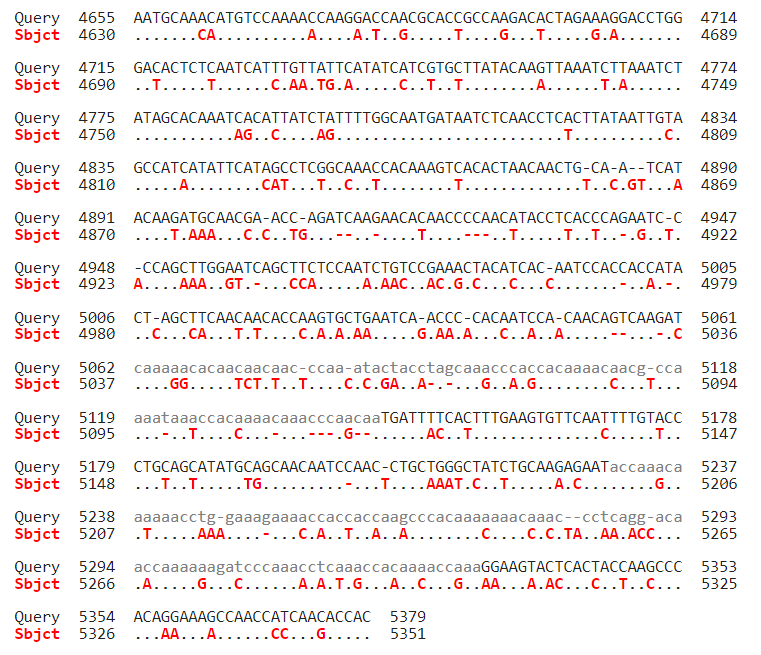 Query 4655 AATGCAAACATGTCCAAAACCAAGGACCAACGCACCGCCAAGACACTAGAAAGGACCTGG 4714
Sbjct 4630 .......CA..........A....A.T..G.....T....G...T.....G.A....... 4689
Query 4715 GACACTCTCAATCATTTGTTATTCATATCATCGTGCTTATACAAGTTAAATCTTAAATCT 4774
Sbjct 4690 ..T.....T......C.AA.TG.A.....C..T..T........A......T.A...... 4749
Query 4775 ATAGCACAAATCACATTATCTATTTTGGCAATGATAATCTCAACCTCACTTATAATTGTA 4834
Sbjct 4750 ...........AG..C....AG.........................T..........C. 4809
Query 4835 GCCATCATATTCATAGCCTCGGCAAACCACAAAGTCACACTAACAACTG-CA-A--TCAT 4890
Sbjct 4810 .....A........CAT...T..C..T........T.............T..C.GT...A 4869
Query 4891 ACAAGATGCAACGA-ACC-AGATCAAGAACACAACCCCAACATACCTCACCCAGAATC-C 4947
Sbjct 4870 ....T.AAA...C.C..TG...--..-....T....---..T.....T..T..-.G..T. 4922
Query 4948 -CCAGCTTGGAATCAGCTTCTCCAATCTGTCCGAAACTACATCAC-AATCCACCACCATA 5005
Sbjct 4923 A....AAA..GT.-...CCA.....A.AAC..AC.G.C...C...C.......-..A.-. 4979
Query 5006 CT-AGCTTCAACAACACCAAGTGCTGAATCA-ACCC-CACAATCCA-CAACAGTCAAGAT 5061
Sbjct 4980 ..C...CA...T.T....C.A.A.AA.....G.AA.A...C..A..A.....--...-.C 5036
Query 5062 caaaaacacaacaacaac-ccaa-atactacctagcaaacccaccacaaaacaacg-cca 5118
Sbjct 5037 ....GG.....TCT.T..T....C.C.GA..A-.-...G..A.G........C...T... 5094
Query 5119 aaataaaccacaaaacaaacccaacaaTGATTTTCACTTTGAAGTGTTCAATTTTGTACC 5178
Sbjct 5095 ...-..T....C...-...---.G--......AC..T..............C.....T.. 5147
Query 5179 CTGCAGCATATGCAGCAACAATCCAAC-CTGCTGGGCTATCTGCAAGAGAATaccaaaca 5237
Sbjct 5148 ...T..T.....TG.........-...T....AAAT.C..T....C...........G.. 5206
Query 5238 aaaaacctg-gaaagaaaaccaccaccaagcccacaaaaaaacaaac--cctcagg-aca 5293
Sbjct 5207 .T.....AAA....-...C.A..T..A..A........C....C.C.TA..AA.ACC... 5265
Query 5294 accaaaaaagatcccaaacctcaaaccacaaaaccaaaGGAAGTACTCACTACCAAGCCC 5353
Sbjct 5266 .A.....G...C......A.A.T.G...A..C...G..AA...A.AC...C..T..C... 5325
Query 5354 ACAGGAAAGCCAACCATCAACACCAC 5379
Sbjct 5326 ...AA...A......CC...G..... 5351